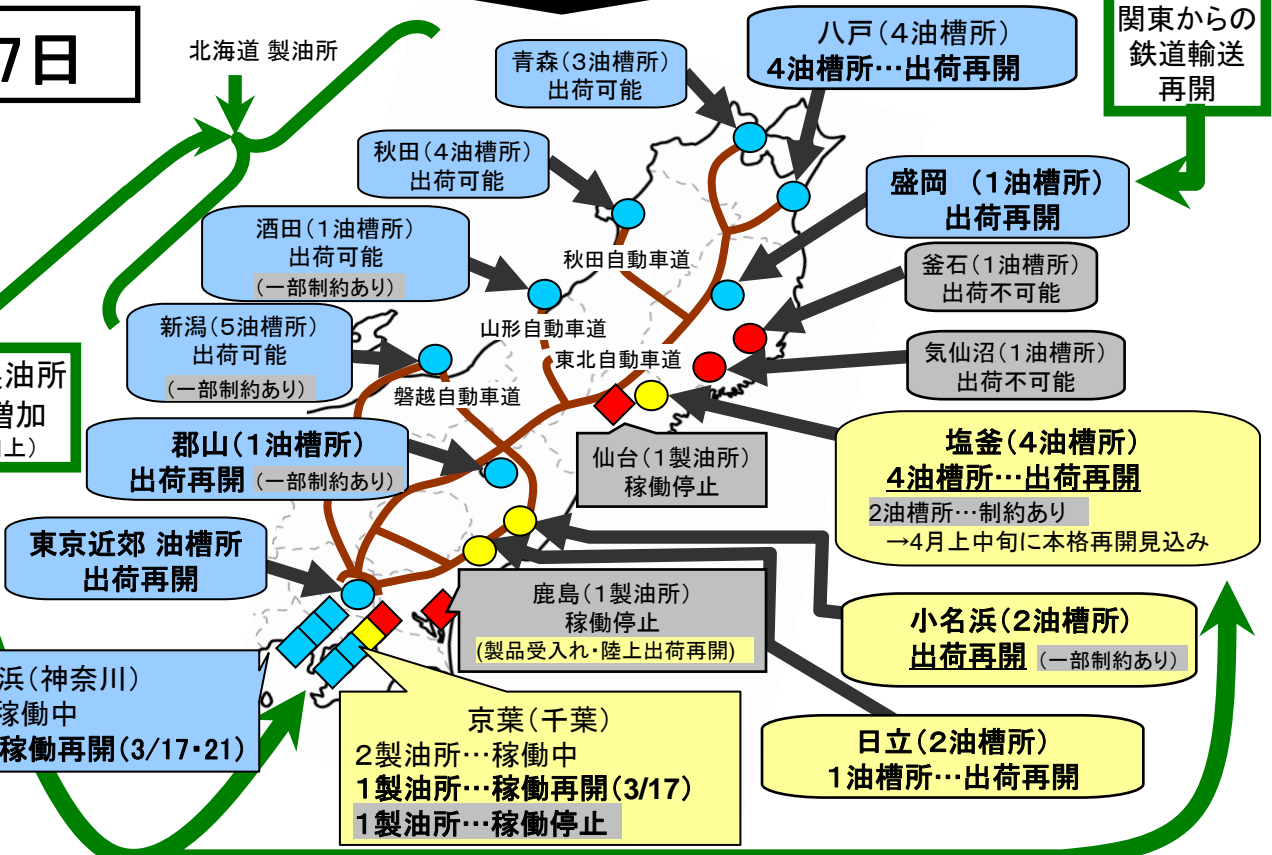 7日
北海道 製油所
青森(3油槽所)
出荷可能
八戸(4油槽所)
4油槽所…出荷再開
関東からの
鉄道輸送
再開
秋田(4油槽所)
出荷可能
盛岡 (1油槽所)
出荷再開
酒田(1油槽所)
出荷可能
(一部制約あり)
秋田自動車道
釜石(1油槽所)
出荷不可能
新潟(5油槽所)
出荷可能
(一部制約あり)
山形自動車道
東北自動車道
気仙沼(1油槽所)
出荷不可能
磐越自動車道
油所
増加
上)
郡山(1油槽所)
出荷再開 (一部制約あり)
仙台(1製油所)
稼働停止
塩釜(4油槽所)
4油槽所…出荷再開
2油槽所…制約あり
→4月上中旬に本格再開見込み
東京近郊 油槽所
出荷再開
鹿島(1製油所)
稼働停止
(製品受入れ・陸上出荷再開)
小名浜(2油槽所)
出荷再開 (一部制約あり)
浜(神奈川)
稼働中
稼働再開(3/17・21)
京葉(千葉)
2製油所…稼働中
1製油所…稼働再開(3/17)
1製油所…稼働停止
日立(2油槽所)
1油槽所…出荷再開